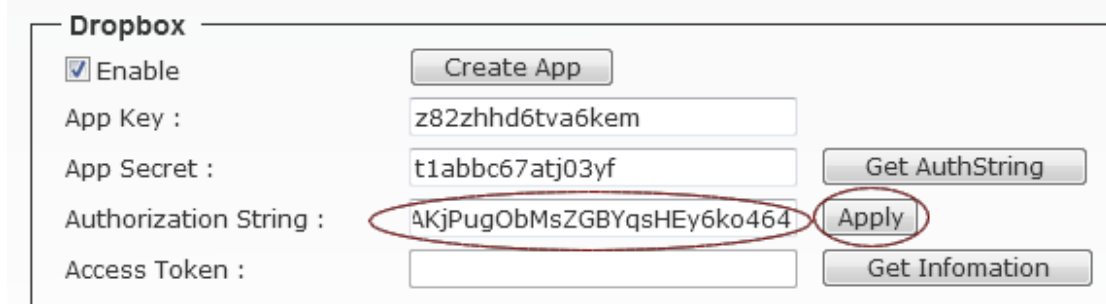 Dropbox
Enable Create App
App Key : z82zhhd6tva6kem
App Secret : t1abbc67atj03yf Get AuthString
Authorization String : AKjPugObMsZGBYqsHEy6ko464 Apply
Access Token : Get Infomation